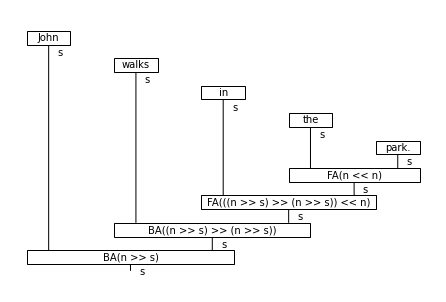 John
s
walks
s
in
s
the
s
park.
s
FA(n << n)
s
FA(((n >> s) >> (n >> s)) << n)
s
BA((n >> s) >> (n >> s))
s
BA(n >> s)
s